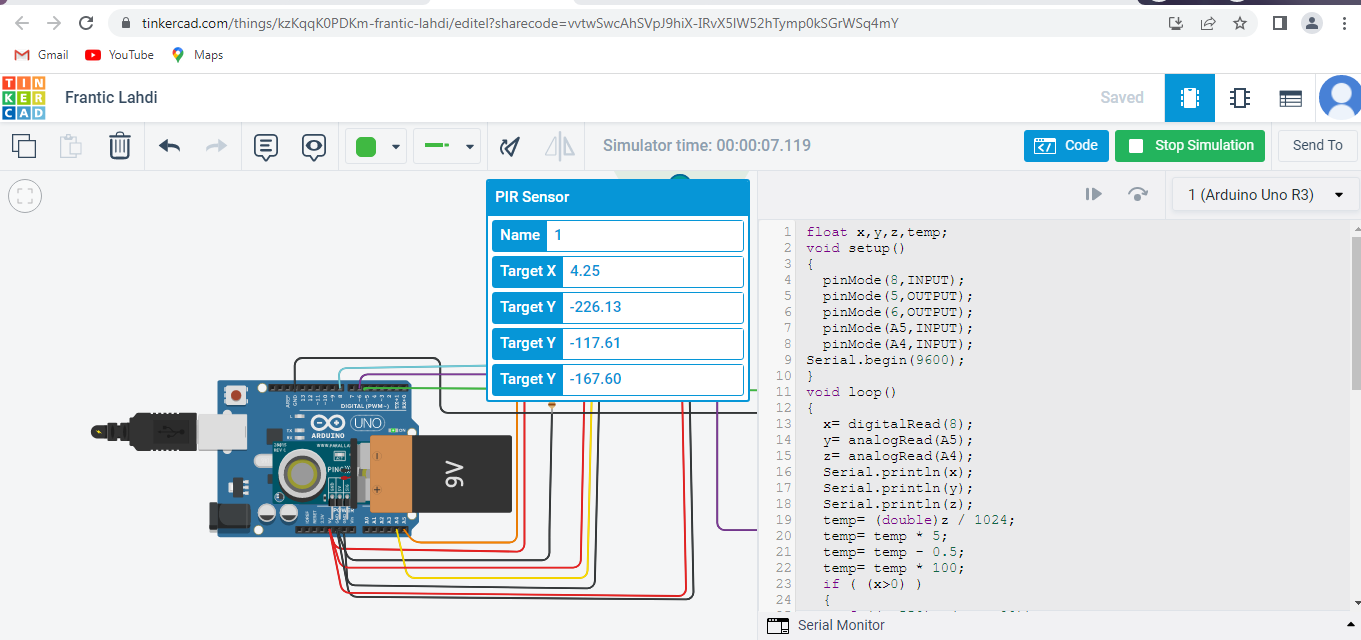 tinkercad.com/things/kzKqqK0PDKm-frantic-lahdi/editel?sharecode=vvtwSwcAhSVpJ9hiX-IRvX5lW52hTymp0kSGrWSq4mY
Gmail YouTube Maps
TIN
KER
CAD
Frantic Lahdi
Saved
Simulator time: 00:00:07.119
Code
Stop Simulation
Send To
PIR Sensor
Name 1
Target X 4.25
Target Y -226.13
Target Y -117.61
Target Y -167.60
DIGITAL (PWM~)
UNO
ARDUINO
9V
1 (Arduino Uno R3)
1 float x,y,z,temp;
2 void setup()
3 {
4 pinMode(8,INPUT);
5 pinMode(5,OUTPUT);
6 pinMode(6,OUTPUT);
7 pinMode(A5,INPUT);
8 pinMode(A4,INPUT);
9 Serial.begin(9600);
10 }
11 void loop()
12 {
13 x= digitalRead(8);
14 y= analogRead(A5);
15 z= analogRead(A4);
16 Serial.println(x);
17 Serial.println(y);
18 Serial.println(z);
19 temp= (double)z / 1024;
20 temp= temp * 5;
21 temp= temp - 0.5;
22 temp= temp * 100;
23 if ( (x>0) )
24 {
Serial Monitor